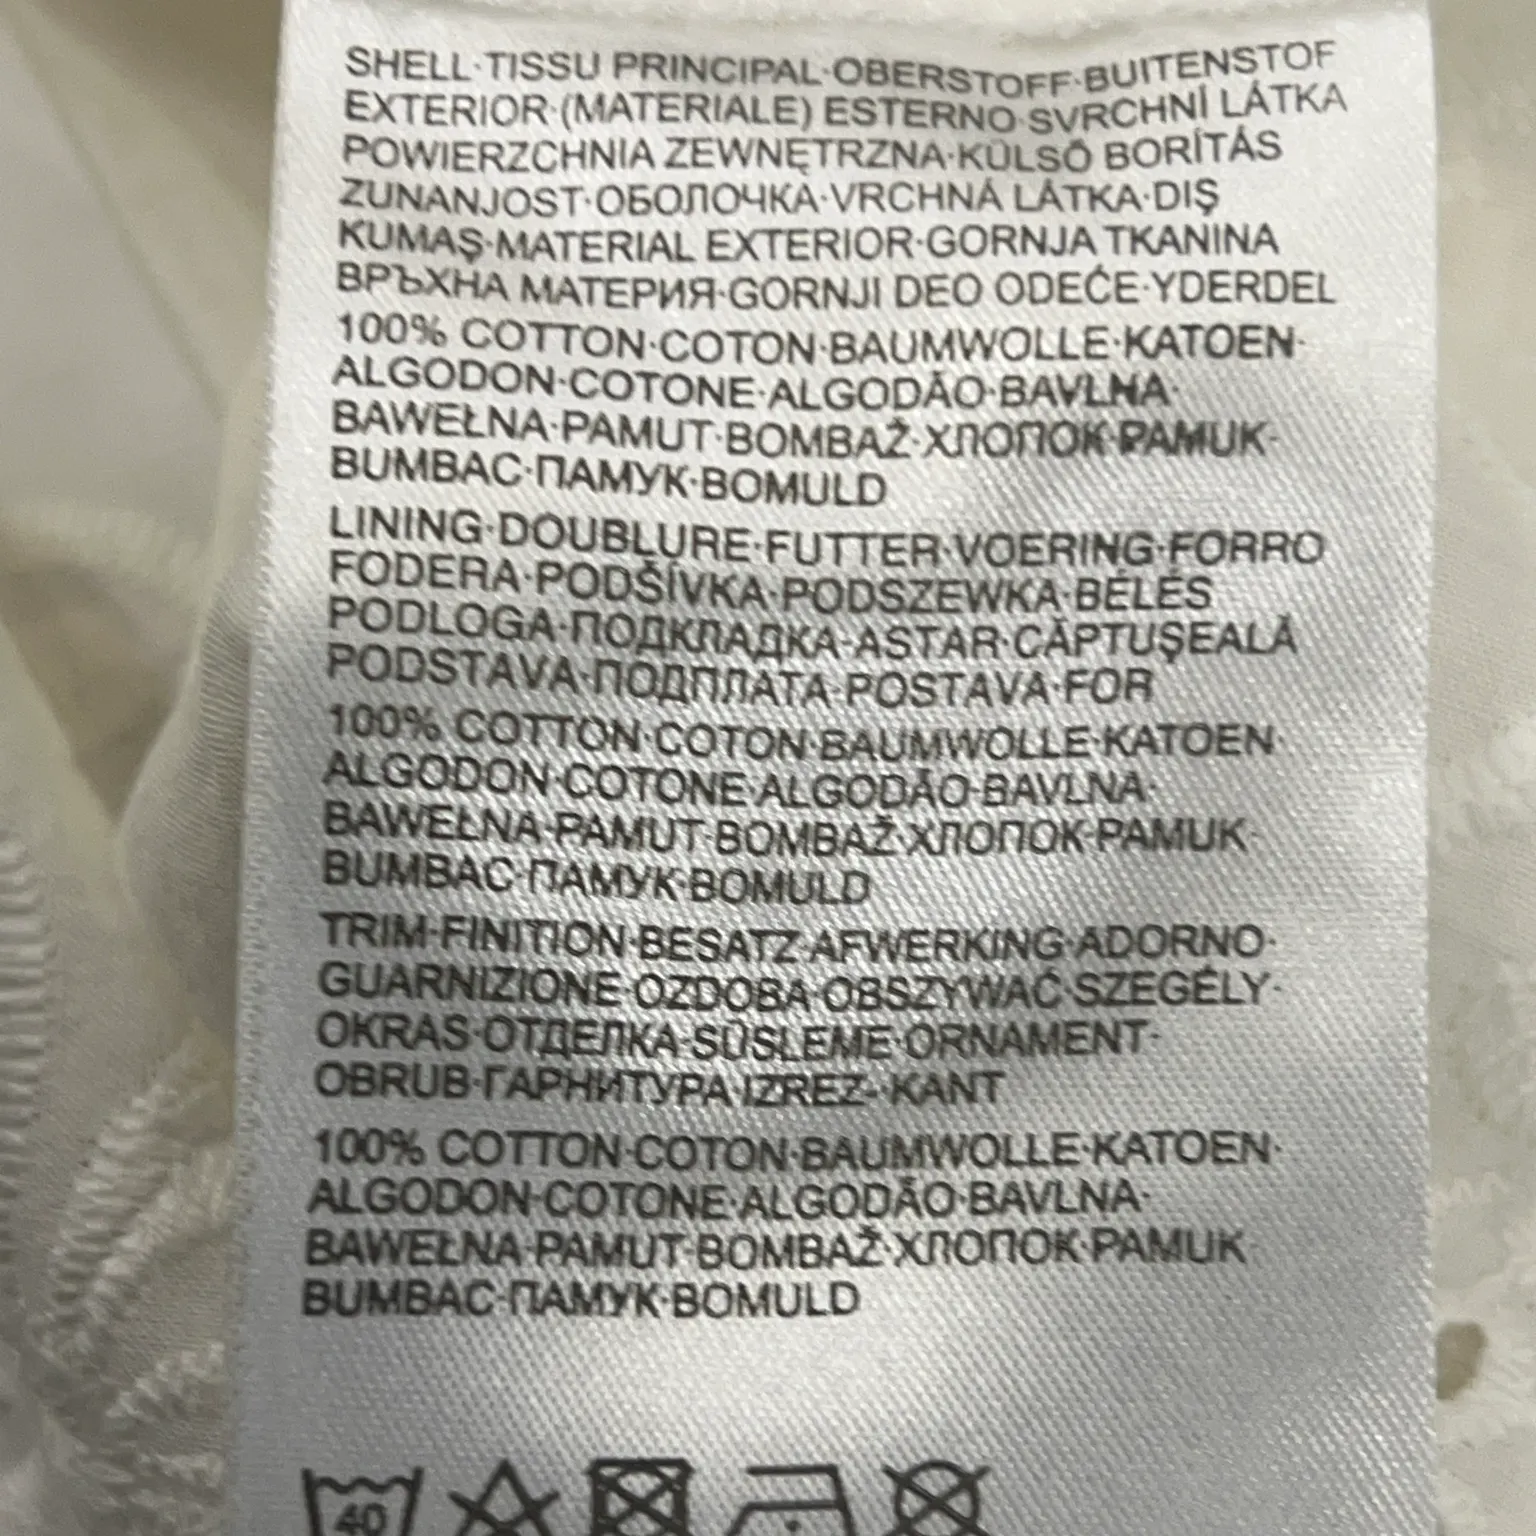 SHELL·TISSU PRINCIPAL·OBERSTOFF·BUITENSTOF
EXTERIOR·(MATERIALE) ESTERNO·SVRCHNÍ LÁTKA
POWIERZCHNIA ZEWNĘTRZNA·KÜLSŐ BORÍTÁS
ZUNANJOST·ОБОЛОЧКА·VRCHNÁ LÁTKA·DIŞ
KUMAŞ·MATERIAL EXTERIOR·GORNJA TKANINA
ВРЪХНА МАТЕРИЯ·GORNJI DEO ODEĆE·YDERDEL
100% COTTON·COTON·BAUMWOLLE·KATOEN·
ALGODON·COTONE·ALGODÃO·BAVLNA·
BAWEŁNA·PAMUT·BOMBAŽ·ХЛОПОК·PAMUK·
BUMBAC·ПАМУК·BOMULD
LINING·DOUBLURE·FUTTER·VOERING·FORRO
FODERA·PODŠÍVKA·PODSZEWKA·BÉLÉS
PODLOGA·ПОДКЛАДКА·ASTAR·CĂPTUŞEALĂ
PODSTAVA·ПОДПЛАТА·POSTAVA·FOR
100% COTTON·COTON·BAUMWOLLE·KATOEN·
ALGODON·COTONE·ALGODÃO·BAVLNA·
BAWEŁNA·PAMUT·BOMBAŽ·ХЛОПОК·PAMUK·
BUMBAC·ПАМУК·BOMULD
TRIM·FINITION·BESATZ·AFWERKING·ADORNO·
GUARNIZIONE·OZDOBA·OBSZYWAĆ·SZEGÉLY·
OKRAS·ОТДЕЛКА·SÜSLEME·ORNAMENT·
OBRUB·ГАРНИТУРА IZREZ-·KANT
100% COTTON·COTON·BAUMWOLLE·KATOEN·
ALGODON·COTONE·ALGODÃO·BAVLNA·
BAWEŁNA·PAMUT·BOMBAŽ·ХЛОПОК·PAMUK·
BUMBAC·ПАМУК·BOMULD
40